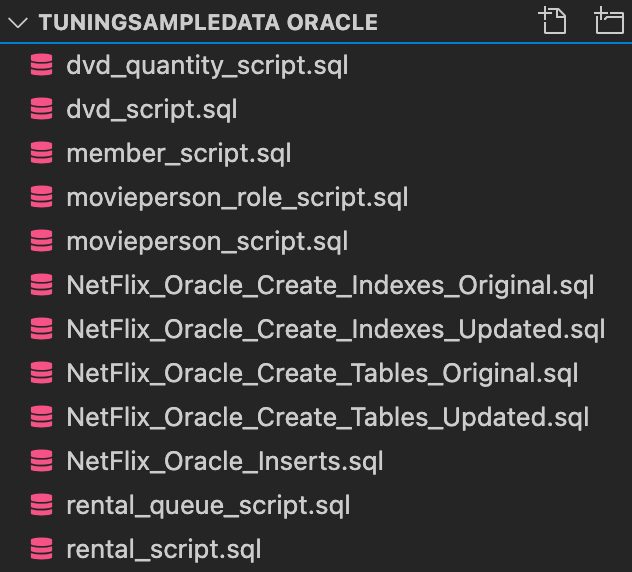 TUNINGSAMPLEDATA ORACLE
dvd_quantity_script.sql
dvd_script.sql
member_script.sql
movieperson_role_script.sql
movieperson_script.sql
NetFlix_Oracle_Create_Indexes_Original.sql
NetFlix_Oracle_Create_Indexes_Updated.sql
NetFlix_Oracle_Create_Tables_Original.sql
NetFlix_Oracle_Create_Tables_Updated.sql
NetFlix_Oracle_Inserts.sql
rental_queue_script.sql
rental_script.sql